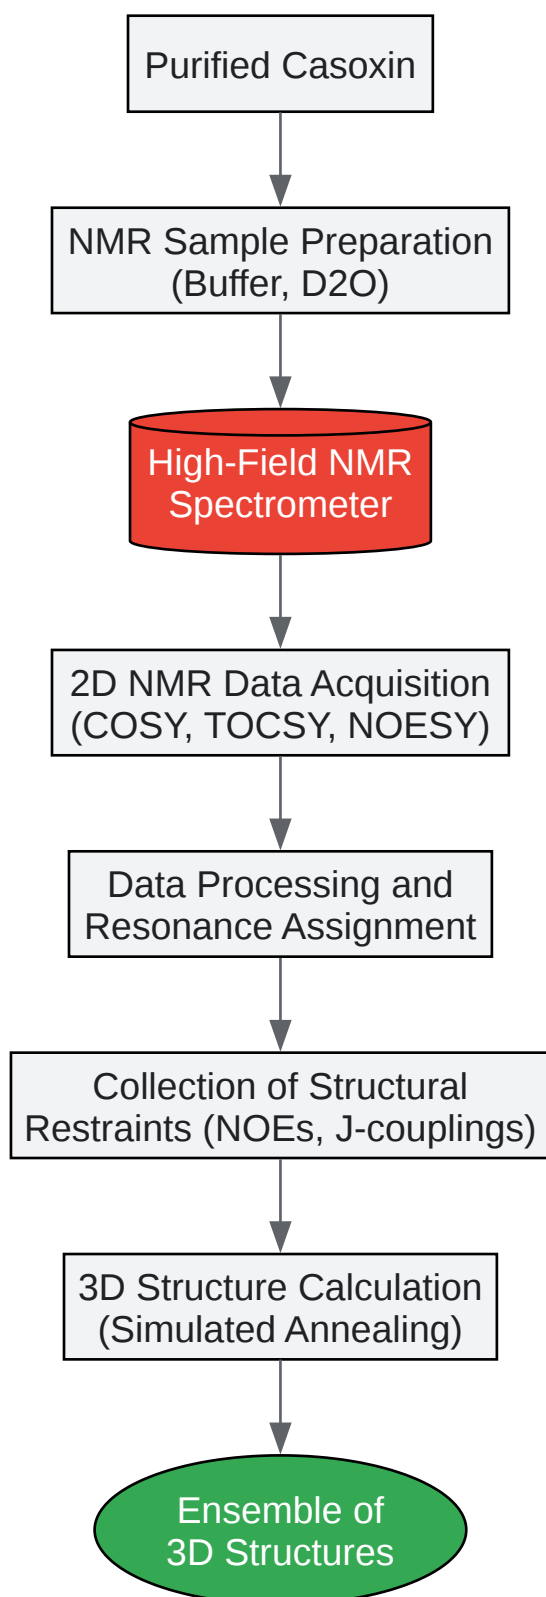 Purified Casoxin
NMR Sample Preparation
(Buffer, D2O)
High-Field NMR
Spectrometer
2D NMR Data Acquisition
(COSY, TOCSY, NOESY)
Data Processing and
Resonance Assignment
Collection of Structural
Restraints (NOEs, J-couplings)
3D Structure Calculation
(Simulated Annealing)
Ensemble of
3D Structures